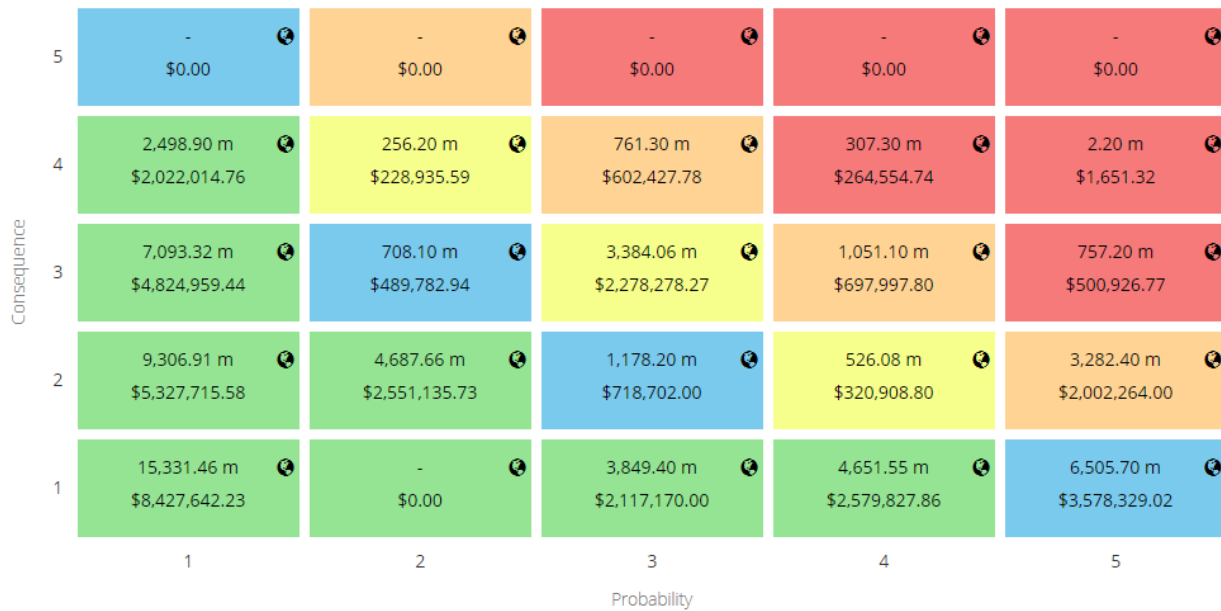 5
-
$0.00
-
$0.00
-
$0.00
-
$0.00
-
$0.00
4
2,498.90 m
$2,022,014.76
256.20 m
$228,935.59
761.30 m
$602,427.78
307.30 m
$264,554.74
2.20 m
$1,651.32
Consequence
3
7,093.32 m
$4,824,959.44
708.10 m
$489,782.94
3,384.06 m
$2,278,278.27
1,051.10 m
$697,997.80
757.20 m
$500,926.77
2
9,306.91 m
$5,327,715.58
4,687.66 m
$2,551,135.73
1,178.20 m
$718,702.00
526.08 m
$320,908.80
3,282.40 m
$2,002,264.00
1
15,331.46 m
$8,427,642.23
-
$0.00
3,849.40 m
$2,117,170.00
4,651.55 m
$2,579,827.86
6,505.70 m
$3,578,329.02
1
2
3
4
5
Probability